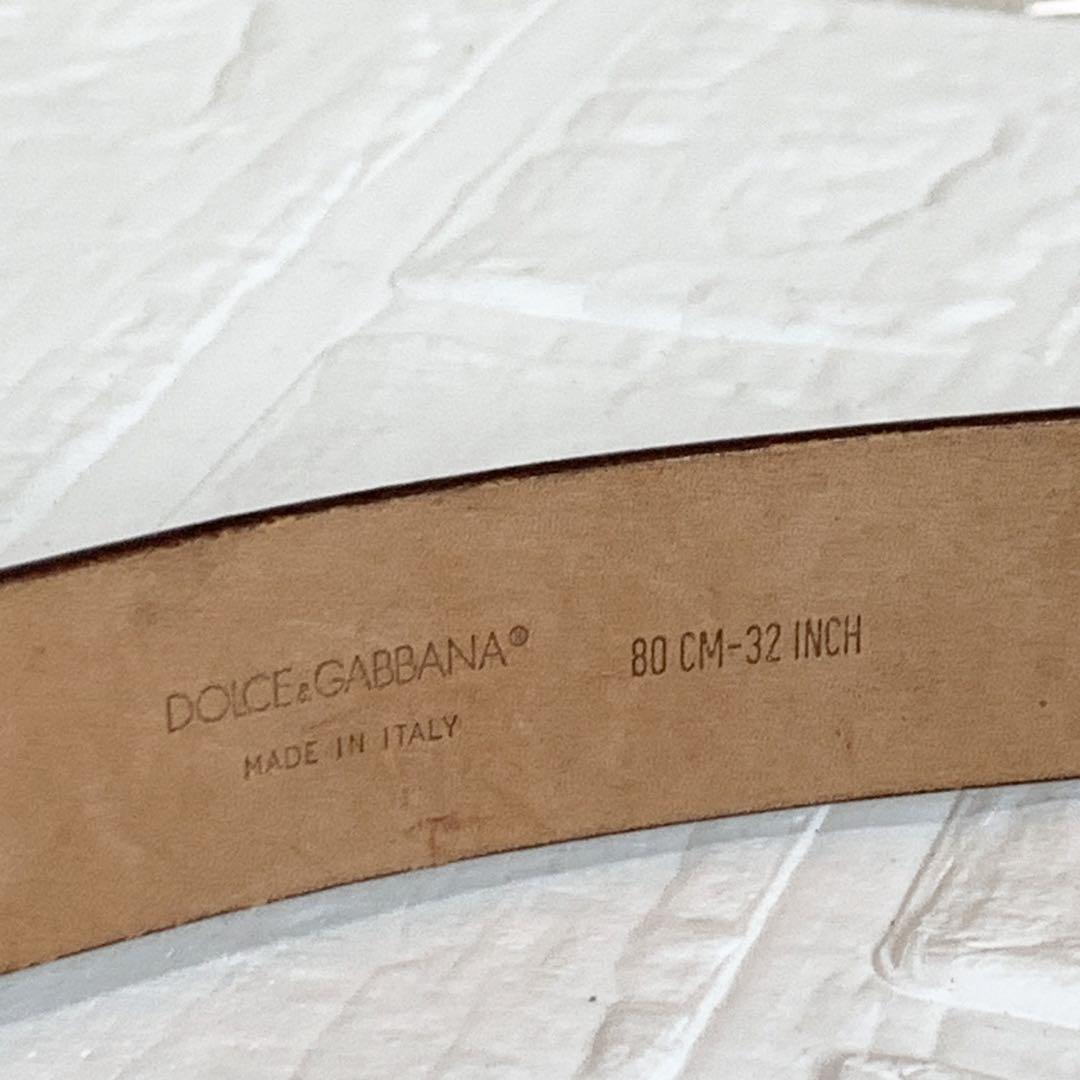 DOLCE&GABBANA®
MADE IN ITALY
80 CM-32 INCH